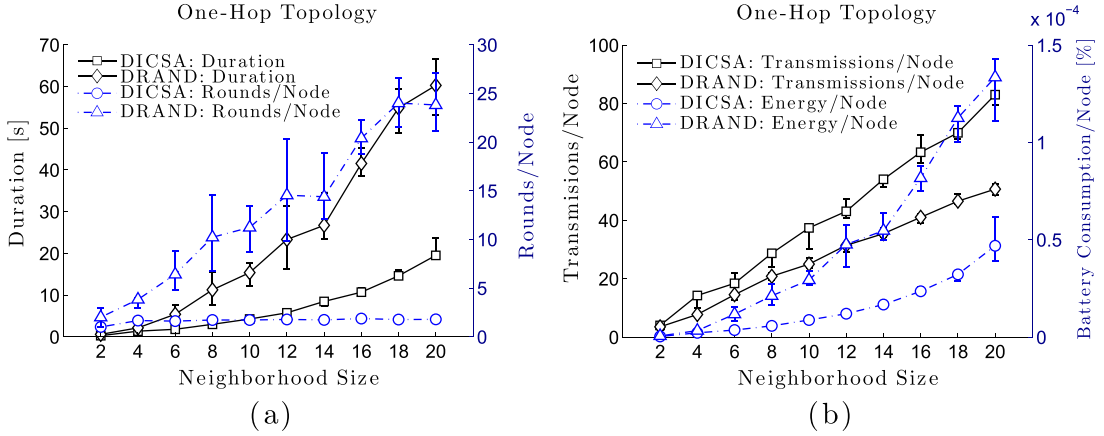 One-Hop Topology
70
60
50
40
30
20
10
0
Duration [s]
30
25
20
15
10
5
0
Rounds/Node
DICSA: Duration
DRAND: Duration
DICSA: Rounds/Node
DRAND: Rounds/Node
2 4 6 8 10 12 14 16 18 20
Neighborhood Size
(a)
One-Hop Topology
x 10⁻⁴
100
80
60
40
20
0
Transmisions/Node
1.5
1
0.5
0
Battery Consumption/Node [%]
DICSA: Transmissions/Node
DRAND: Transmissions/Node
DICSA: Energy/Node
DRAND: Energy/Node
2 4 6 8 10 12 14 16 18 20
Neighborhood Size
(b)